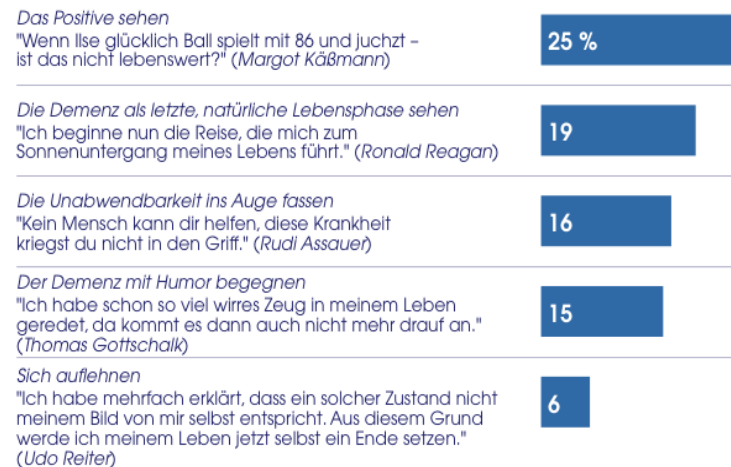 Das Positive sehen
"Wenn Ilse glücklich Ball spielt mit 86 und juchzt –
ist das nicht lebenswert?" (Margot Käßmann)
25 %
Die Demenz als letzte, natürliche Lebensphase sehen
"Ich beginne nun die Reise, die mich zum
Sonnenuntergang meines Lebens führt." (Ronald Reagan)
19
Die Unabwendbarkeit ins Auge fassen
"Kein Mensch kann dir helfen, diese Krankheit
kriegst du nicht in den Griff." (Rudi Assauer)
16
Der Demenz mit Humor begegnen
"Ich habe schon so viel wirres Zeug in meinem Leben
geredet, da kommt es dann auch nicht mehr drauf an."
(Thomas Gottschalk)
15
Sich auflehnen
"Ich habe mehrfach erklärt, dass ein solcher Zustand nicht
meinem Bild von mir selbst entspricht. Aus diesem Grund
werde ich meinem Leben jetzt selbst ein Ende setzen."
(Udo Reiter)
6